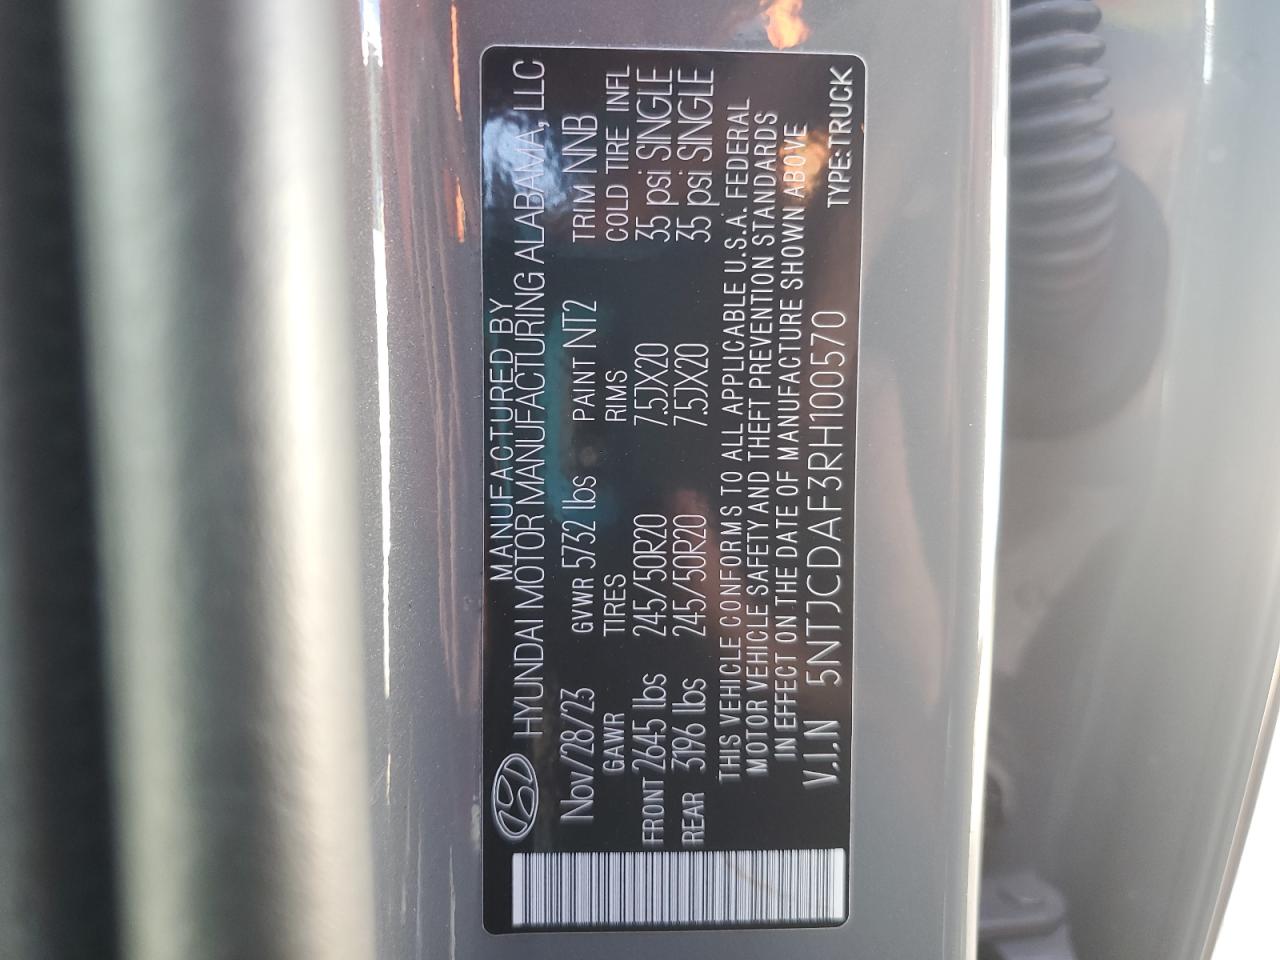 MANUFACTURED BY
HYUNDAI MOTOR MANUFACTURING ALABAMA, LLC
Nov/28/23 GVWR 5732 lbs PAINT NT2 TRIM NNB
GAWR TIRES RIMS COLD TIRE INFL
FRONT 2645 lbs 245/50R20 7.5JX20 35 psi SINGLE
REAR 3196 lbs 245/50R20 7.5JX20 35 psi SINGLE
THIS VEHICLE CONFORMS TO ALL APPLICABLE U.S.A. FEDERAL
MOTOR VEHICLE SAFETY AND THEFT PREVENTION STANDARDS
IN EFFECT ON THE DATE OF MANUFACTURE SHOWN ABOVE
V.I.N 5NTJCDAF3RH100570 TYPE:TRUCK